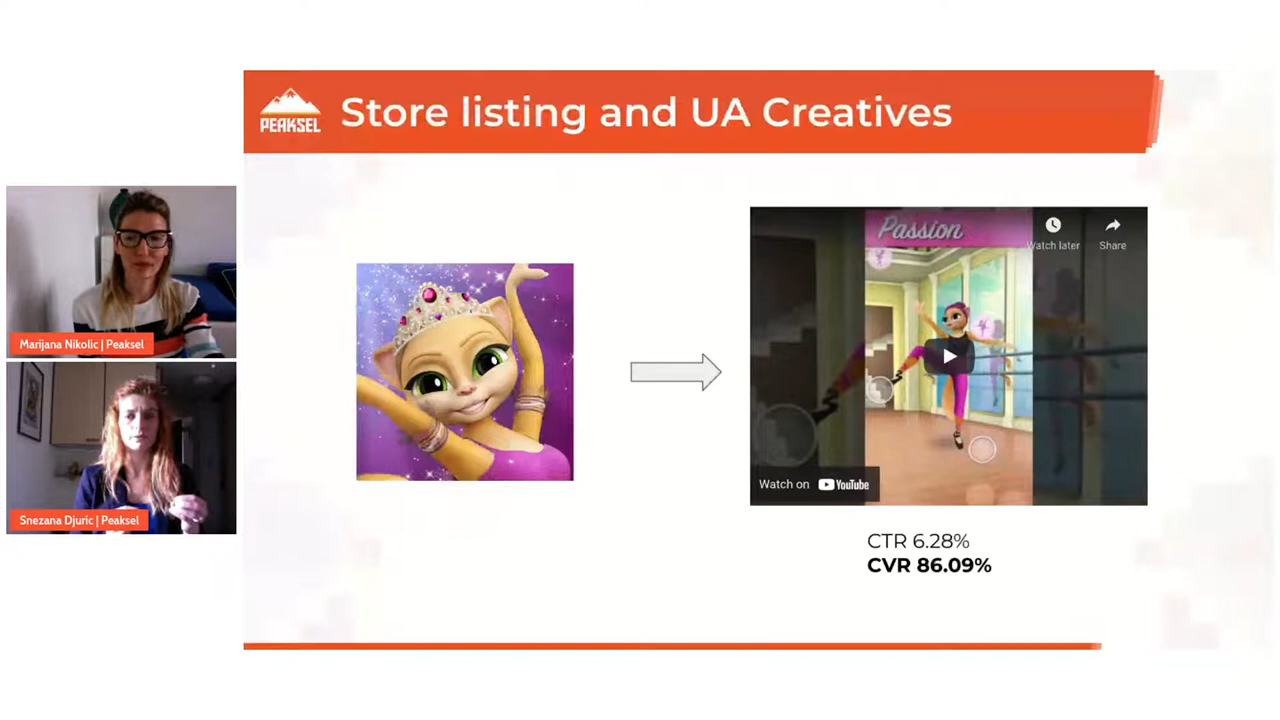 PEAKSEL
Store listing and UA Creatives
Marijana Nikolic | Peaksel
Snezana Djuric | Peaksel
Passion
Watch later
Share
Watch on YouTube
CTR 6.28%
CVR 86.09%